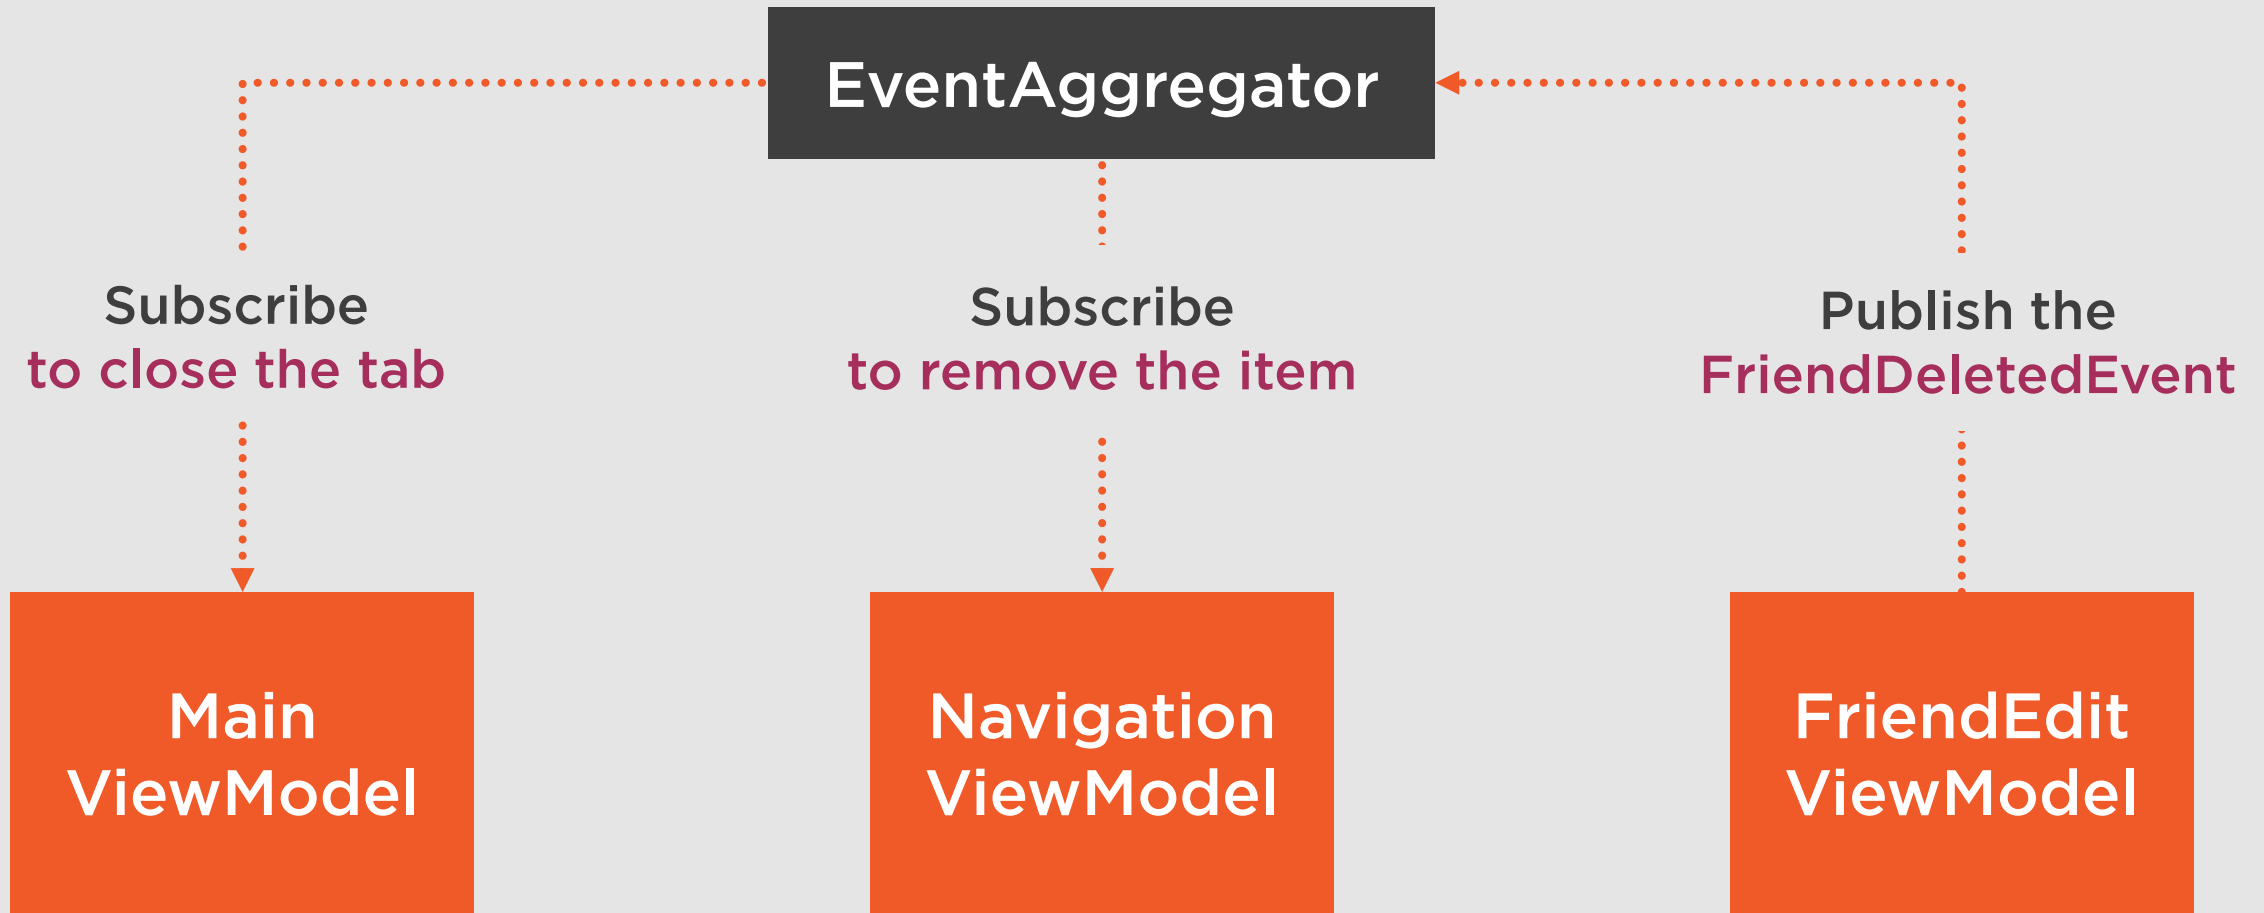 EventAggregator
Subscribe
to close the tab
Subscribe
to remove the item
Publish the
FriendDeletedEvent
Main
ViewModel
Navigation
ViewModel
FriendEdit
ViewModel